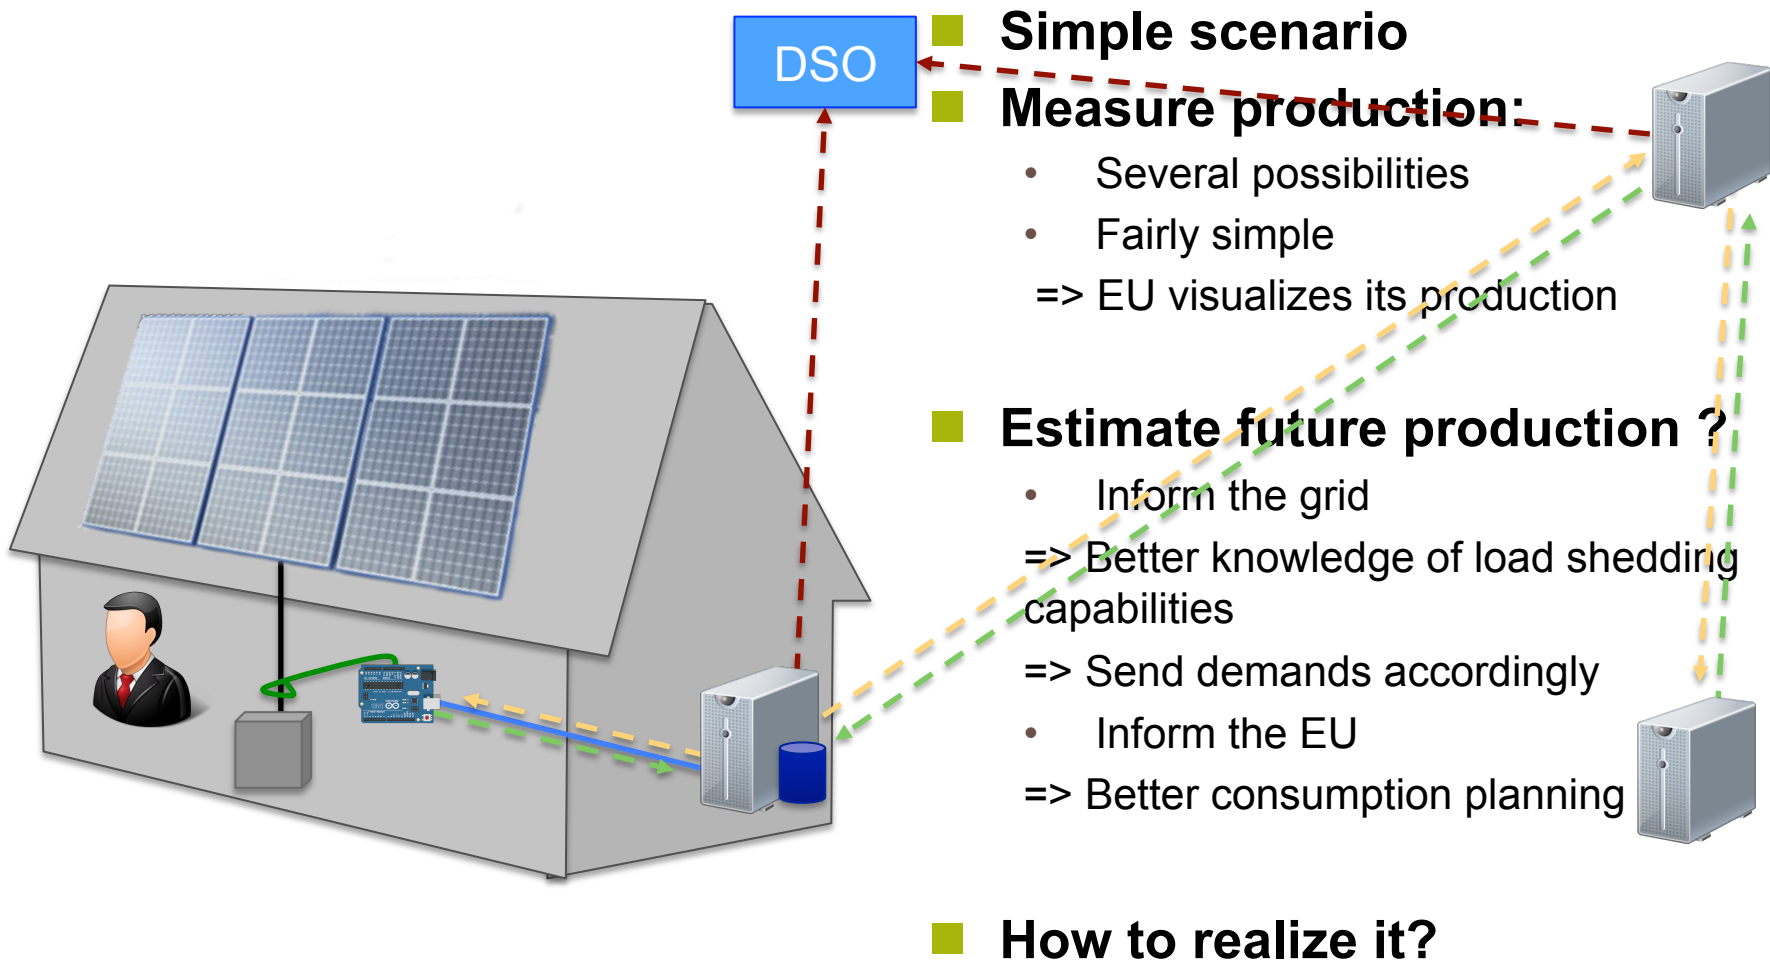 DSO
Simple scenario
Measure production:
• Several possibilities
• Fairly simple
=> EU visualizes its production
Estimate future production ?
• Inform the grid
=> Better knowledge of load shedding
capabilities
=> Send demands accordingly
• Inform the EU
=> Better consumption planning
How to realize it?